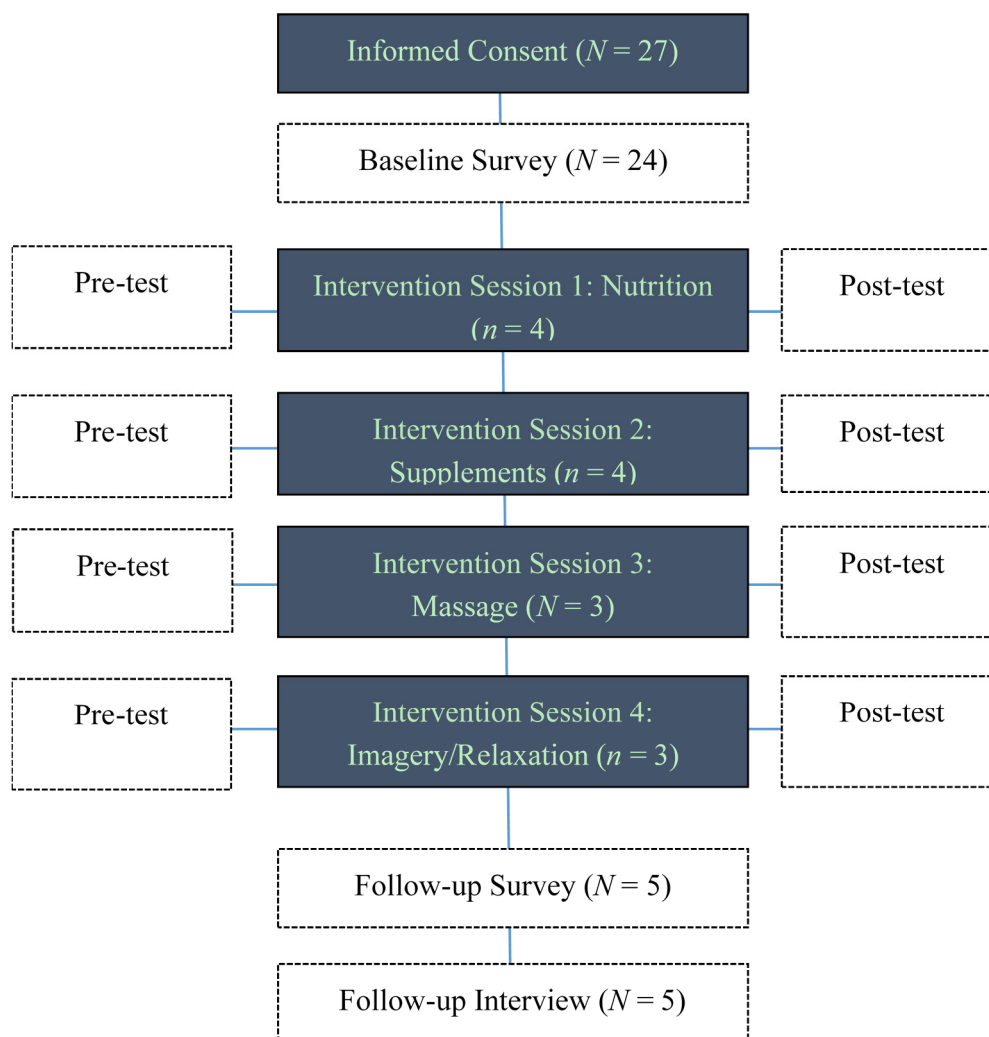 Informed Consent (N = 27)
Baseline Survey (N = 24)
Pre-test
Intervention Session 1: Nutrition
(n = 4)
Post-test
Pre-test
Intervention Session 2:
Supplements (n = 4)
Post-test
Pre-test
Intervention Session 3:
Massage (N = 3)
Post-test
Pre-test
Intervention Session 4:
Imagery/Relaxation (n = 3)
Post-test
Follow-up Survey (N = 5)
Follow-up Interview (N = 5)